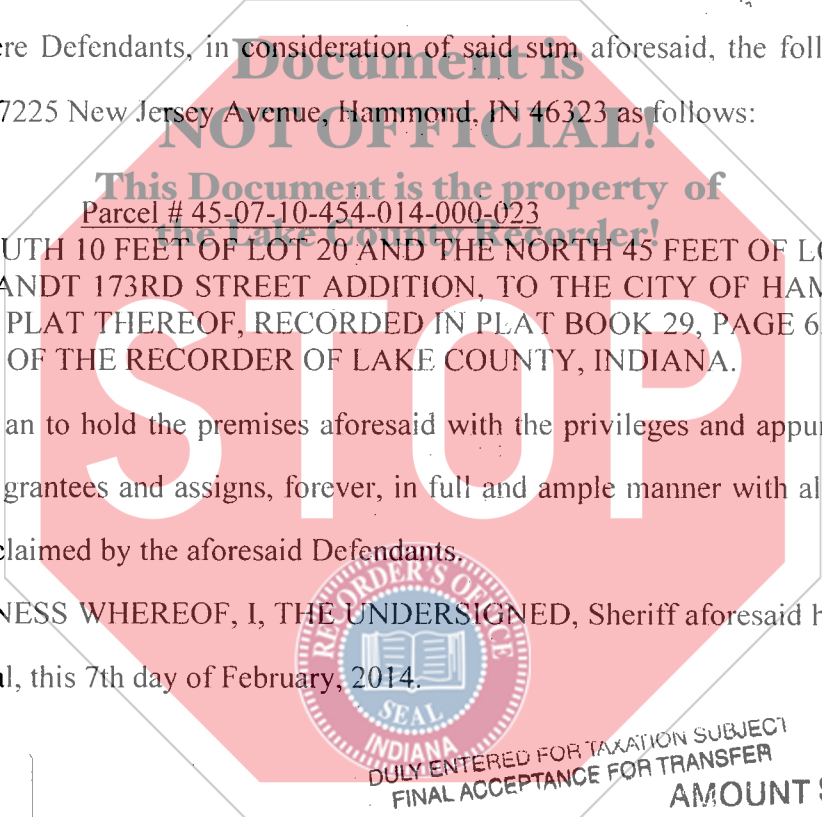 ere Defendants, in consideration of said sum aforesaid, the foll
Document is
7225 New Jersey Avenue, Hammond, IN 46323 as follows:
NOT OFFICIAL!
This Document is the property of
Parcel # 45-07-10-454-014-000-023
the Lake County Recorder!
UTH 10 FEET OF LOT 20 AND THE NORTH 45 FEET OF LO
ANDT 173RD STREET ADDITION, TO THE CITY OF HAM
PLAT THEREOF, RECORDED IN PLAT BOOK 29, PAGE 6
OF THE RECORDER OF LAKE COUNTY, INDIANA.
STOP
an to hold the premises aforesaid with the privileges and appur
grantees and assigns, forever, in full and ample manner with al
claimed by the aforesaid Defendants.
NESS WHEREOF, I, THE UNDERSIGNED, Sheriff aforesaid h
al, this 7th day of February, 2014.
RECORDER'S OFFICE
SEAL
INDIANA
DULY ENTERED FOR TAXATION SUBJECT
FINAL ACCEPTANCE FOR TRANSFER
AMOUNT $